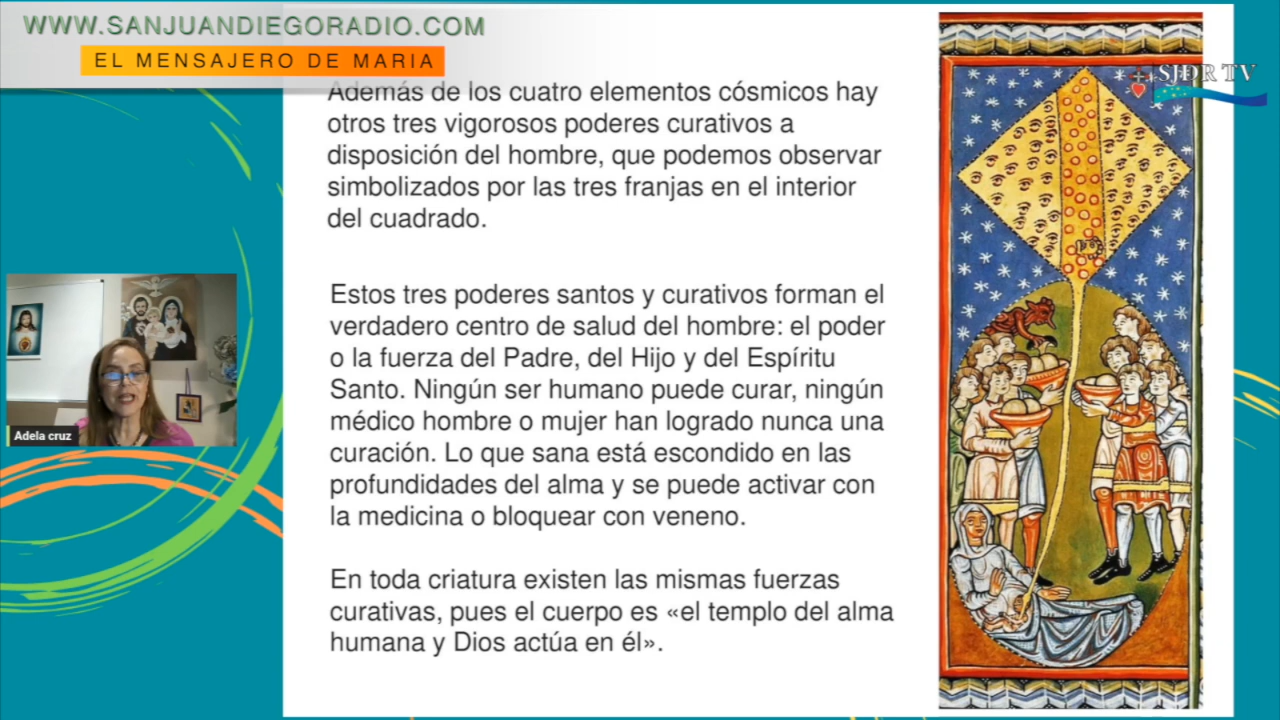 WWW.SANJUANDIEGORADIO.COM
EL MENSAJERO DE MARIA
SJDR TV
Además de los cuatro elementos cósmicos hay
otros tres vigorosos poderes curativos a
disposición del hombre, que podemos observar
simbolizados por las tres franjas en el interior
del cuadrado.
Estos tres poderes santos y curativos forman el
verdadero centro de salud del hombre: el poder
o la fuerza del Padre, del Hijo y del Espíritu
Santo. Ningún ser humano puede curar, ningún
médico hombre o mujer han logrado nunca una
curación. Lo que sana está escondido en las
profundidades del alma y se puede activar con
la medicina o bloquear con veneno.
En toda criatura existen las mismas fuerzas
curativas, pues el cuerpo es «el templo del alma
humana y Dios actúa en él».
Adela cruz